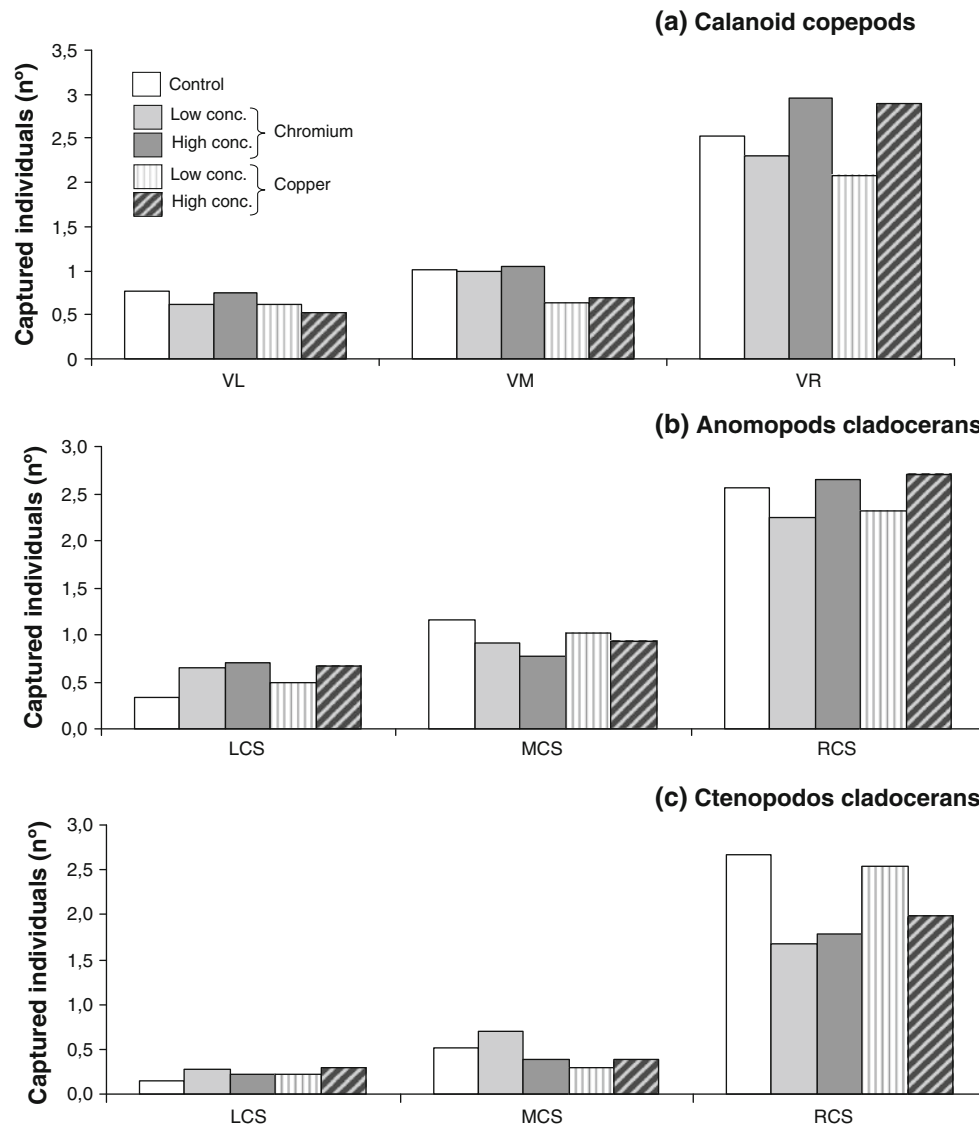 (a) Calanoid copepods
Captured individuals (nº)
3,5
3
2,5
2
1,5
1
0,5
0
Control
Low conc.
High conc.
Chromium
Low conc.
High conc.
Copper
VL VM VR
(b) Anomopods cladocerans
Captured individuals (nº)
3,0
2,5
2,0
1,5
1,0
0,5
0,0
LCS MCS RCS
(c) Ctenopodos cladocerans
Captured individuals (nº)
3,0
2,5
2,0
1,5
1,0
0,5
0,0
LCS MCS RCS